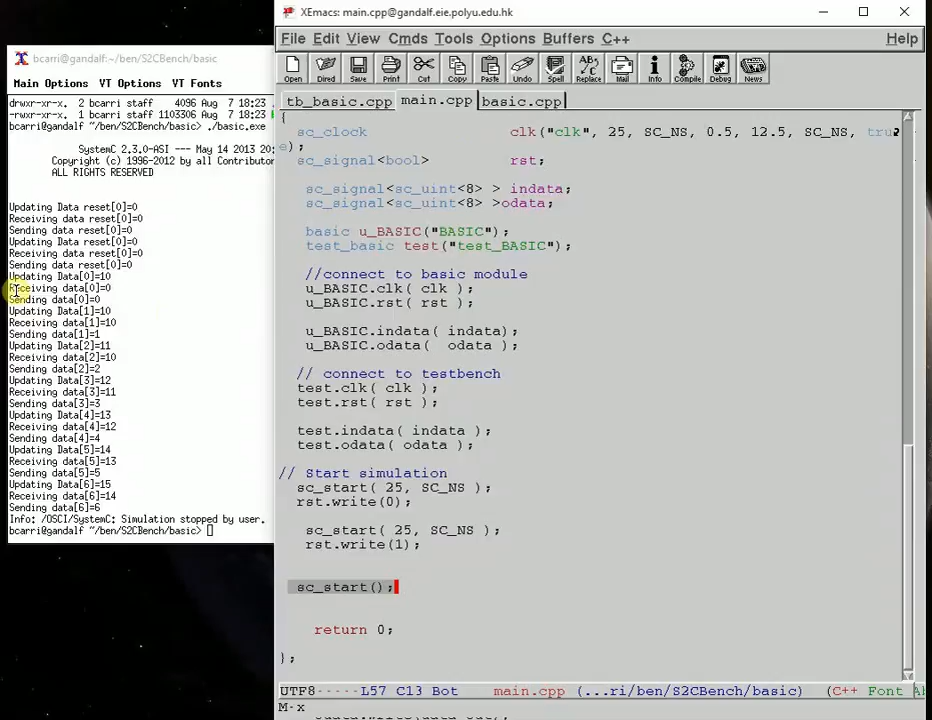 XEmacs: main.cpp@gandalf.eie.polyu.edu.hk
File Edit View Cmds Tools Options Buffers C++ Help
Open Dired Save Print Cut Copy Paste Undo Spell Replace Mail Info Compile Debug News
tb_basic.cpp main.cpp basic.cpp
{
sc_clock clk("clk", 25, SC_NS, 0.5, 12.5, SC_NS, tru
e);
sc_signal<bool> rst;
sc_signal<sc_uint<8> > indata;
sc_signal<sc_uint<8> >odata;
basic u_BASIC("BASIC");
test_basic test("test_BASIC");
//connect to basic module
u_BASIC.clk( clk );
u_BASIC.rst( rst );
u_BASIC.indata( indata);
u_BASIC.odata( odata );
// connect to testbench
test.clk( clk );
test.rst( rst );
test.indata( indata );
test.odata( odata );
// Start simulation
sc_start( 25, SC_NS );
rst.write(0);
sc_start( 25, SC_NS );
rst.write(1);
sc_start();
return 0;
};
UTF8-----L57 C13 Bot main.cpp (...ri/ben/S2CBench/basic) (C++ Font
M-x
bcarri@gandalf:~/ben/S2CBench/basic
Main Options VT Options VT Fonts
drwxr-xr-x. 2 bcarri staff 4096 Aug 7 18:23
-rwxr-xr-x. 1 bcarri staff 1103306 Aug 7 18:23
bcarri@gandalf ~/ben/S2CBench/basic> ./basic.exe
SystemC 2.3.0-ASI --- May 14 2013 20:
Copyright (c) 1996-2012 by all Contributor
ALL RIGHTS RESERVED
Updating Data reset[0]=0
Receiving data reset[0]=0
Sending data reset[0]=0
Updating Data reset[0]=0
Receiving data reset[0]=0
Sending data reset[0]=0
Updating Data[0]=10
Receiving data[0]=0
Sending data[0]=0
Updating Data[1]=10
Receiving data[1]=10
Sending data[1]=1
Updating Data[2]=11
Receiving data[2]=10
Sending data[2]=2
Updating Data[3]=12
Receiving data[3]=11
Sending data[3]=3
Updating Data[4]=13
Receiving data[4]=12
Sending data[4]=4
Updating Data[5]=14
Receiving data[5]=13
Sending data[5]=5
Updating Data[6]=15
Receiving data[6]=14
Sending data[6]=6
Info: /OSCI/SystemC: Simulation stopped by user.
bcarri@gandalf ~/ben/S2CBench/basic>